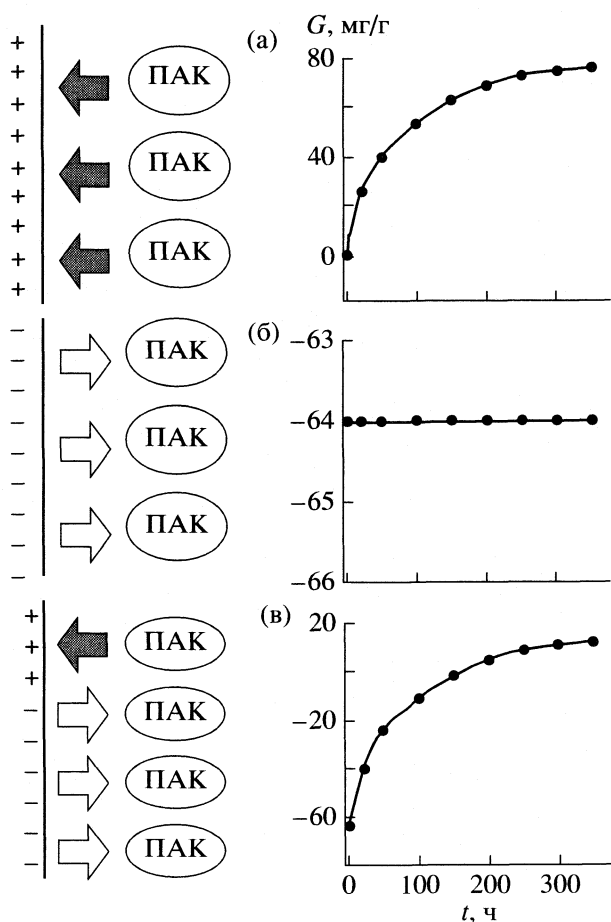 (а)
G, мг/г
+ + + + + + + + +
ПАК
ПАК
ПАК
80
40
0
(б)
– – – – – – – – –
ПАК
ПАК
ПАК
−63
−64
−65
−66
(в)
+ + +
– – – – – –
ПАК
ПАК
ПАК
ПАК
20
−20
−60
0 100 200 300
t, ч